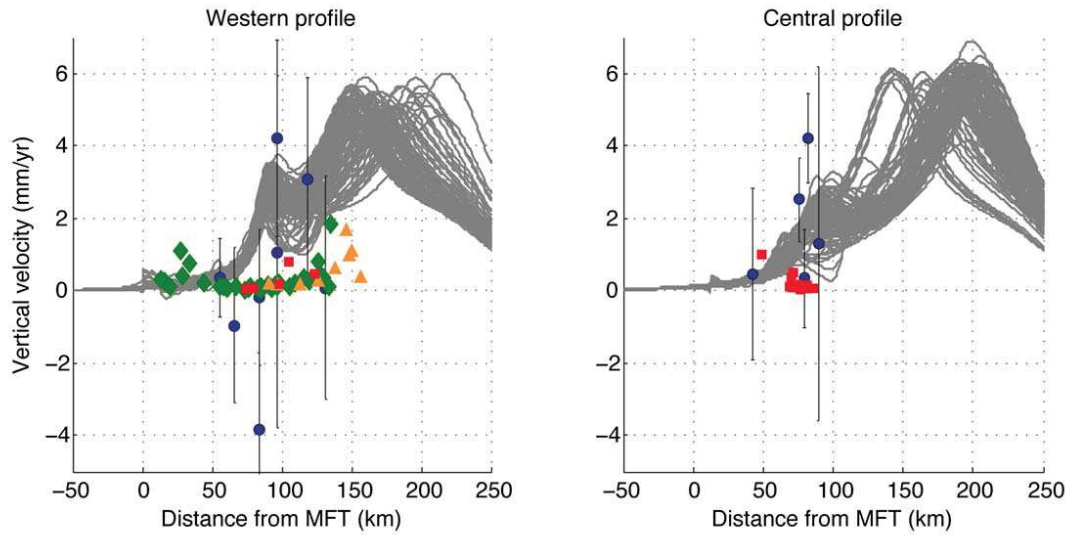 Western profile
Central profile
Vertical velocity (mm/yr)
6
4
2
0
−2
−4
−50 0 50 100 150 200 250
Distance from MFT (km)
6
4
2
0
−2
−4
−50 0 50 100 150 200 250
Distance from MFT (km)